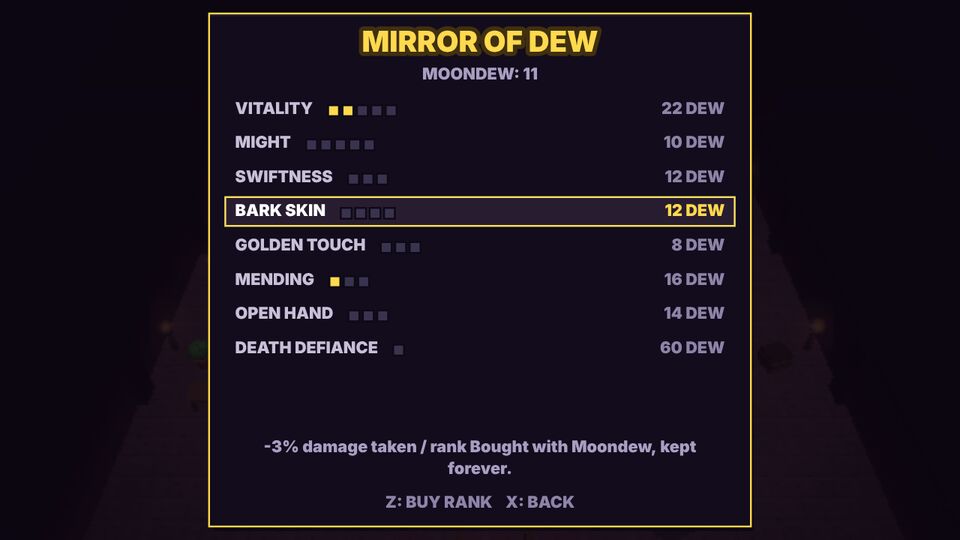 MIRROR OF DEW
MOONDEW: 11
VITALITY 22 DEW
MIGHT 10 DEW
SWIFTNESS 12 DEW
BARK SKIN 12 DEW
GOLDEN TOUCH 8 DEW
MENDING 16 DEW
OPEN HAND 14 DEW
DEATH DEFIANCE 60 DEW
-3% damage taken / rank Bought with Moondew, kept
forever.
Z: BUY RANK X: BACK